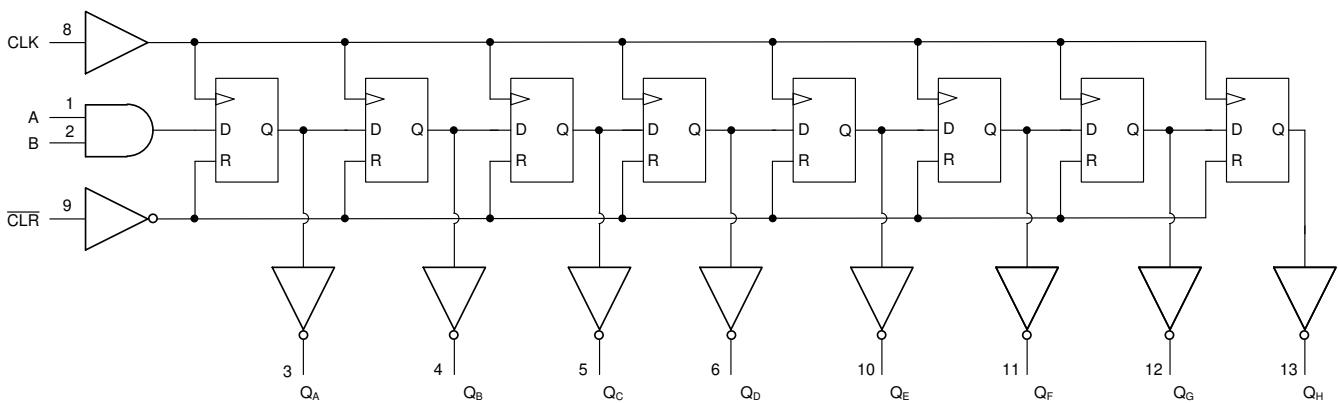 CLK 8
A 1
B 2
D Q D Q D Q D Q D Q D Q D Q D Q
R R R R R R R R
CLR 9
3 4 5 6 10 11 12 13
QA QB QC QD QE QF QG QH